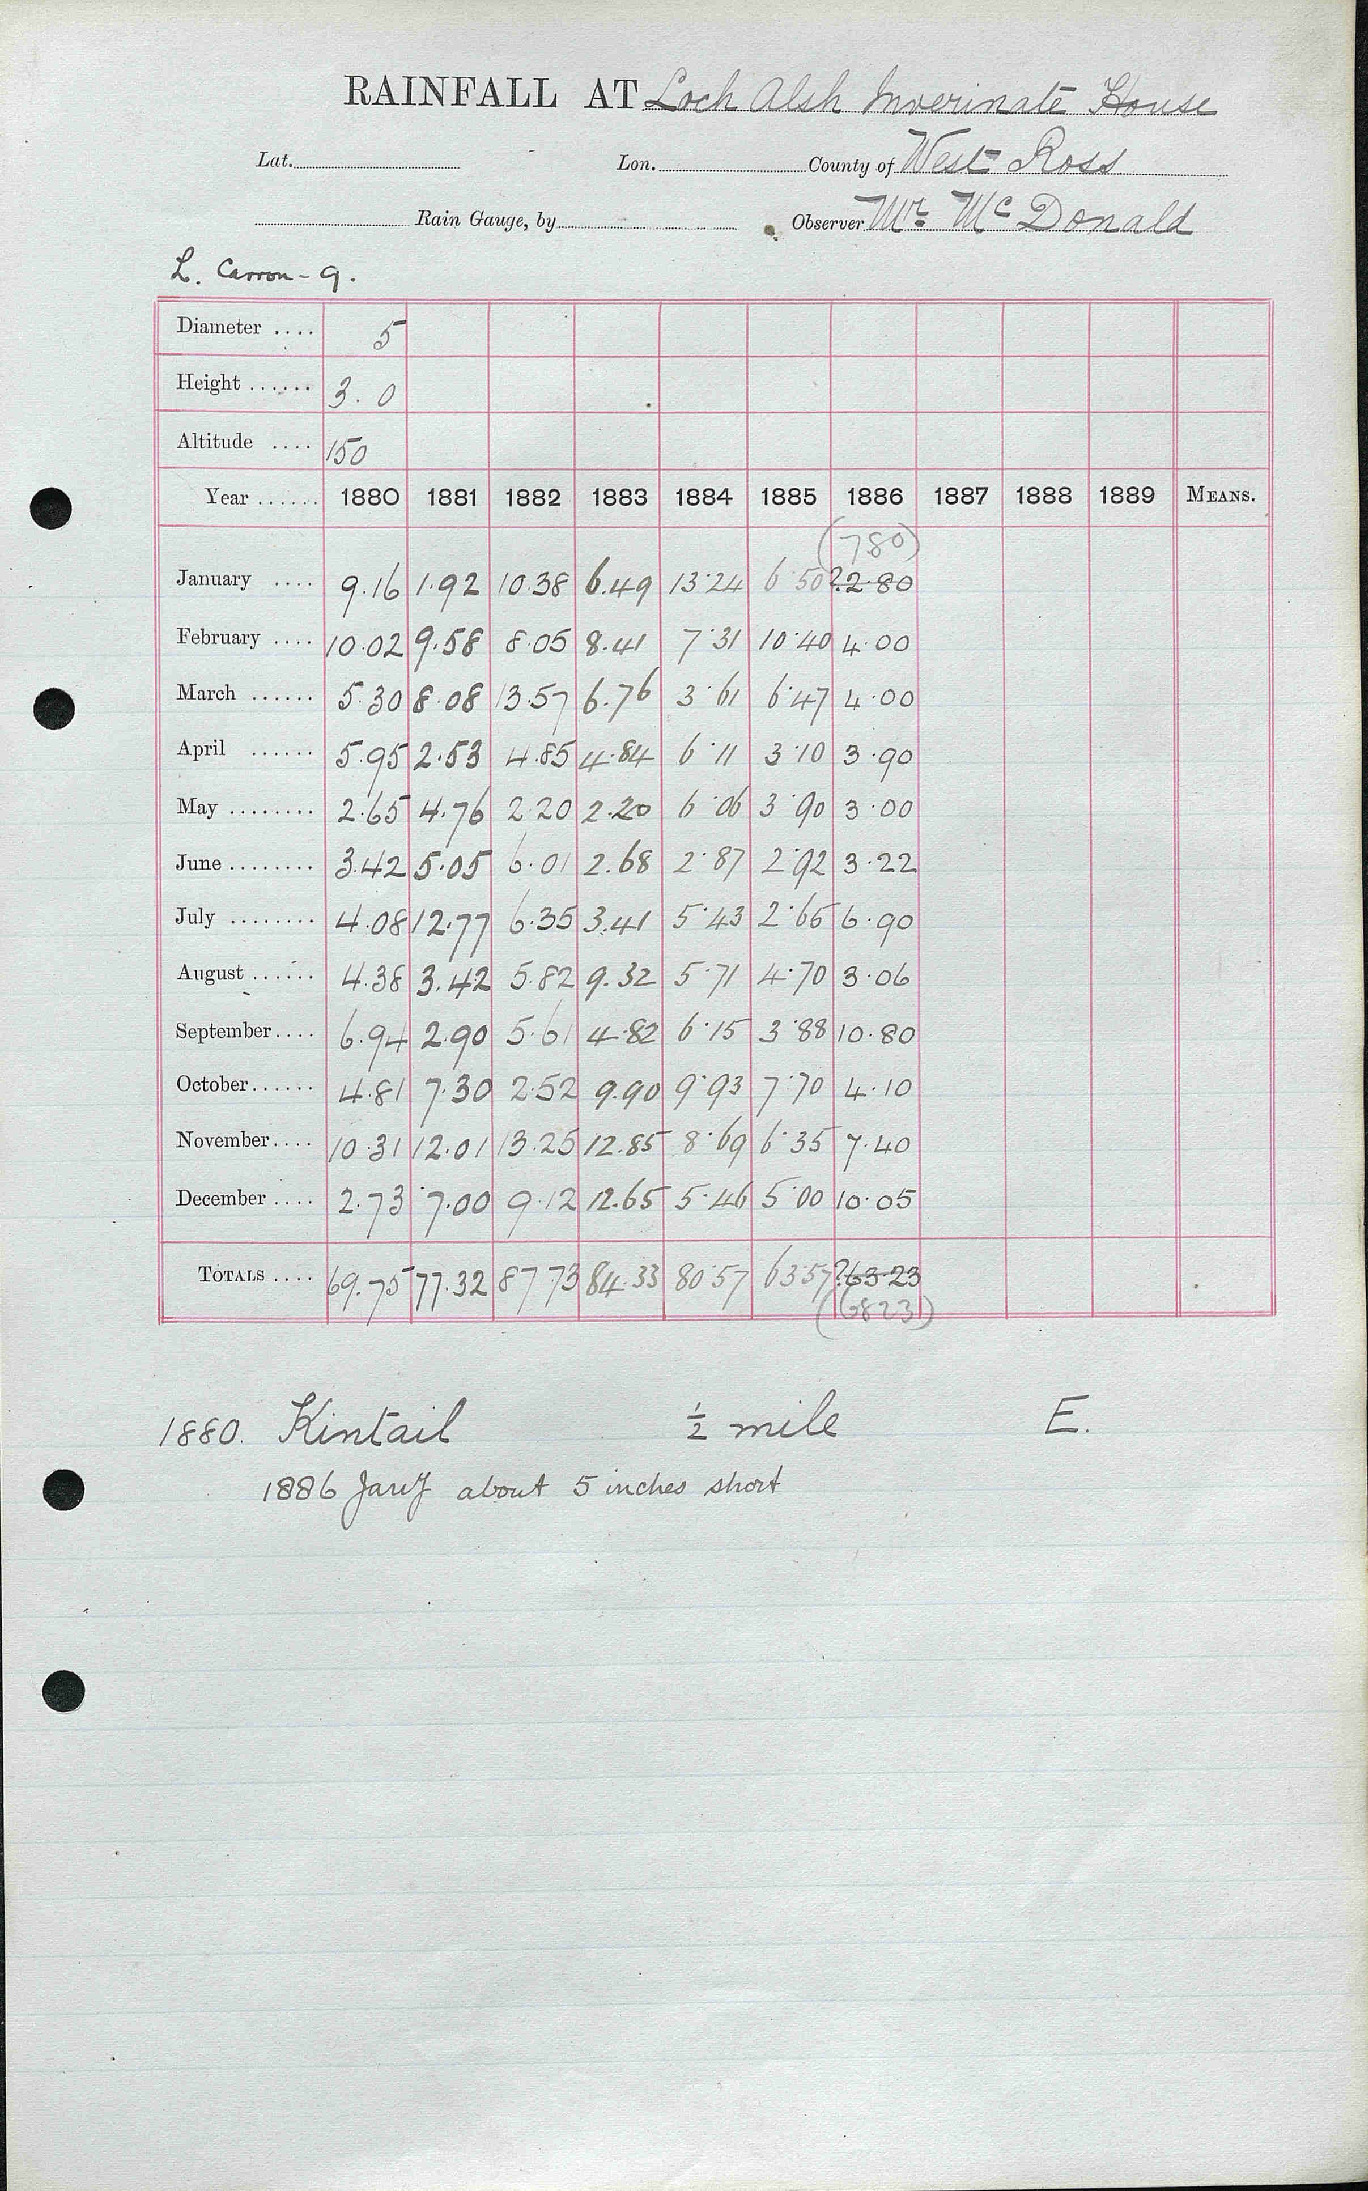 RAINFALL AT Loch Alsh Inverinate House
Lat. Lon. County of West Ross
Rain Gauge, by Observer Mr. Mc Donald
L. Carron - 9.
Diameter .... 5
Height ...... 3. 0
Altitude .... 150
Year ...... 1880 1881 1882 1883 1884 1885 1886 1887 1888 1889 MEANS.
(780)
January .... 9.16 1.92 10.38 6.49 13.24 6.50 ?2.80
February .... 10.02 9.58 8.05 8.41 7.31 10.40 4.00
March ...... 5.30 8.08 13.57 6.76 3.61 6.47 4.00
April ...... 5.95 2.53 4.85 4.84 6.11 3.10 3.90
May ........ 2.65 4.76 2.20 2.20 6.06 3.90 3.00
June ........ 3.42 5.05 6.01 2.68 2.87 2.92 3.22
July ........ 4.08 12.77 6.35 3.41 5.43 2.65 6.90
August ...... 4.38 3.42 5.82 9.32 5.71 4.70 3.06
September .... 6.94 2.90 5.61 4.82 6.15 3.88 10.80
October ...... 4.81 7.30 2.52 9.90 9.93 7.70 4.10
November .... 10.31 12.01 13.25 12.85 8.69 6.35 7.40
December .... 2.73 7.00 9.12 12.65 5.46 5.00 10.05
TOTALS .... 69.75 77.32 87.73 84.33 80.57 63.57 ?63.23
(6823)
1880. Kintail ½ mile E.
1886 Jany about 5 inches short